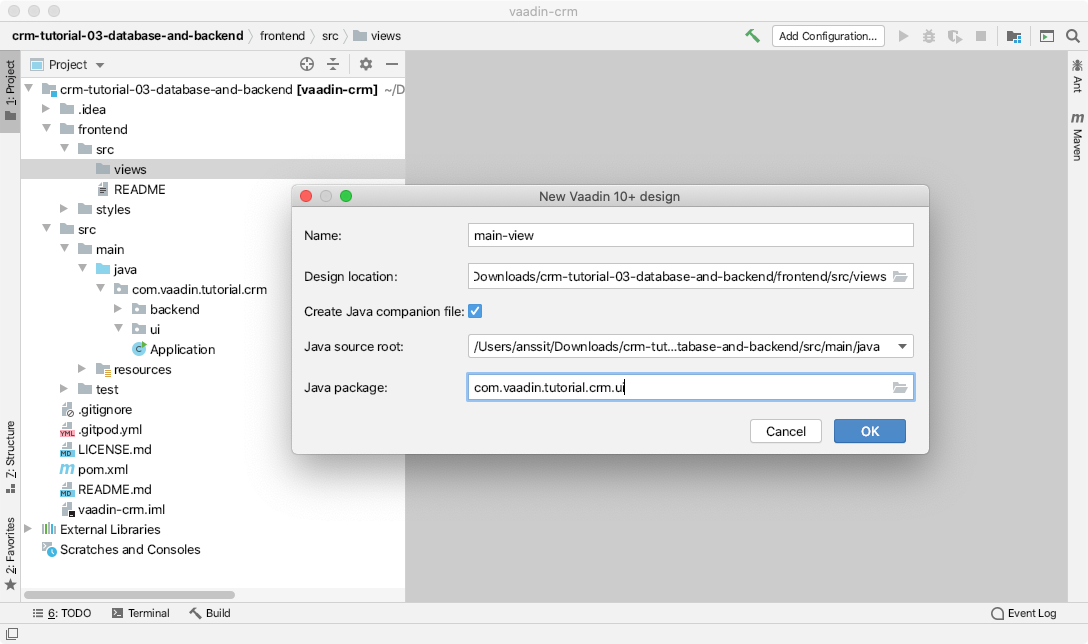 vaadin-crm
crm-tutorial-03-database-and-backend frontend src views
Add Configuration...
1: Project
Project
crm-tutorial-03-database-and-backend [vaadin-crm] ~/D
.idea
frontend
src
views
README
styles
src
main
java
com.vaadin.tutorial.crm
backend
ui
Application
resources
test
.gitignore
.gitpod.yml
LICENSE.md
pom.xml
README.md
vaadin-crm.iml
External Libraries
Scratches and Consoles
New Vaadin 10+ design
Name: main-view
Design location: Downloads/crm-tutorial-03-database-and-backend/frontend/src/views
Create Java companion file:
Java source root: /Users/anssit/Downloads/crm-tut...tabase-and-backend/src/main/java
Java package: com.vaadin.tutorial.crm.ui
Cancel OK
Ant
m
Maven
Z: Structure
2: Favorites
6: TODO Terminal Build Event Log